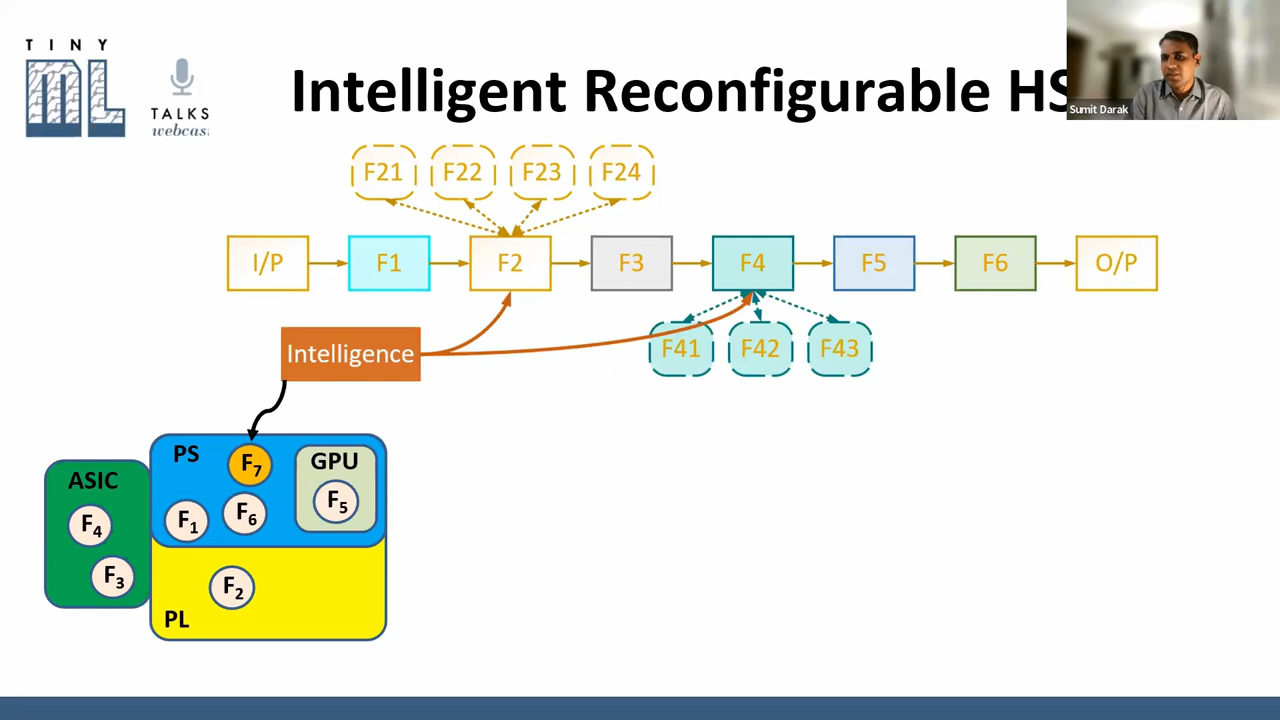 TINY
ML
TALKS
webcas
Intelligent Reconfigurable HS
Sumit Darak
F21 F22 F23 F24
I/P F1 F2 F3 F4 F5 F6 O/P
Intelligence
F41 F42 F43
PS
F7
GPU
ASIC
F5
F4
F1
F6
F3
F2
PL